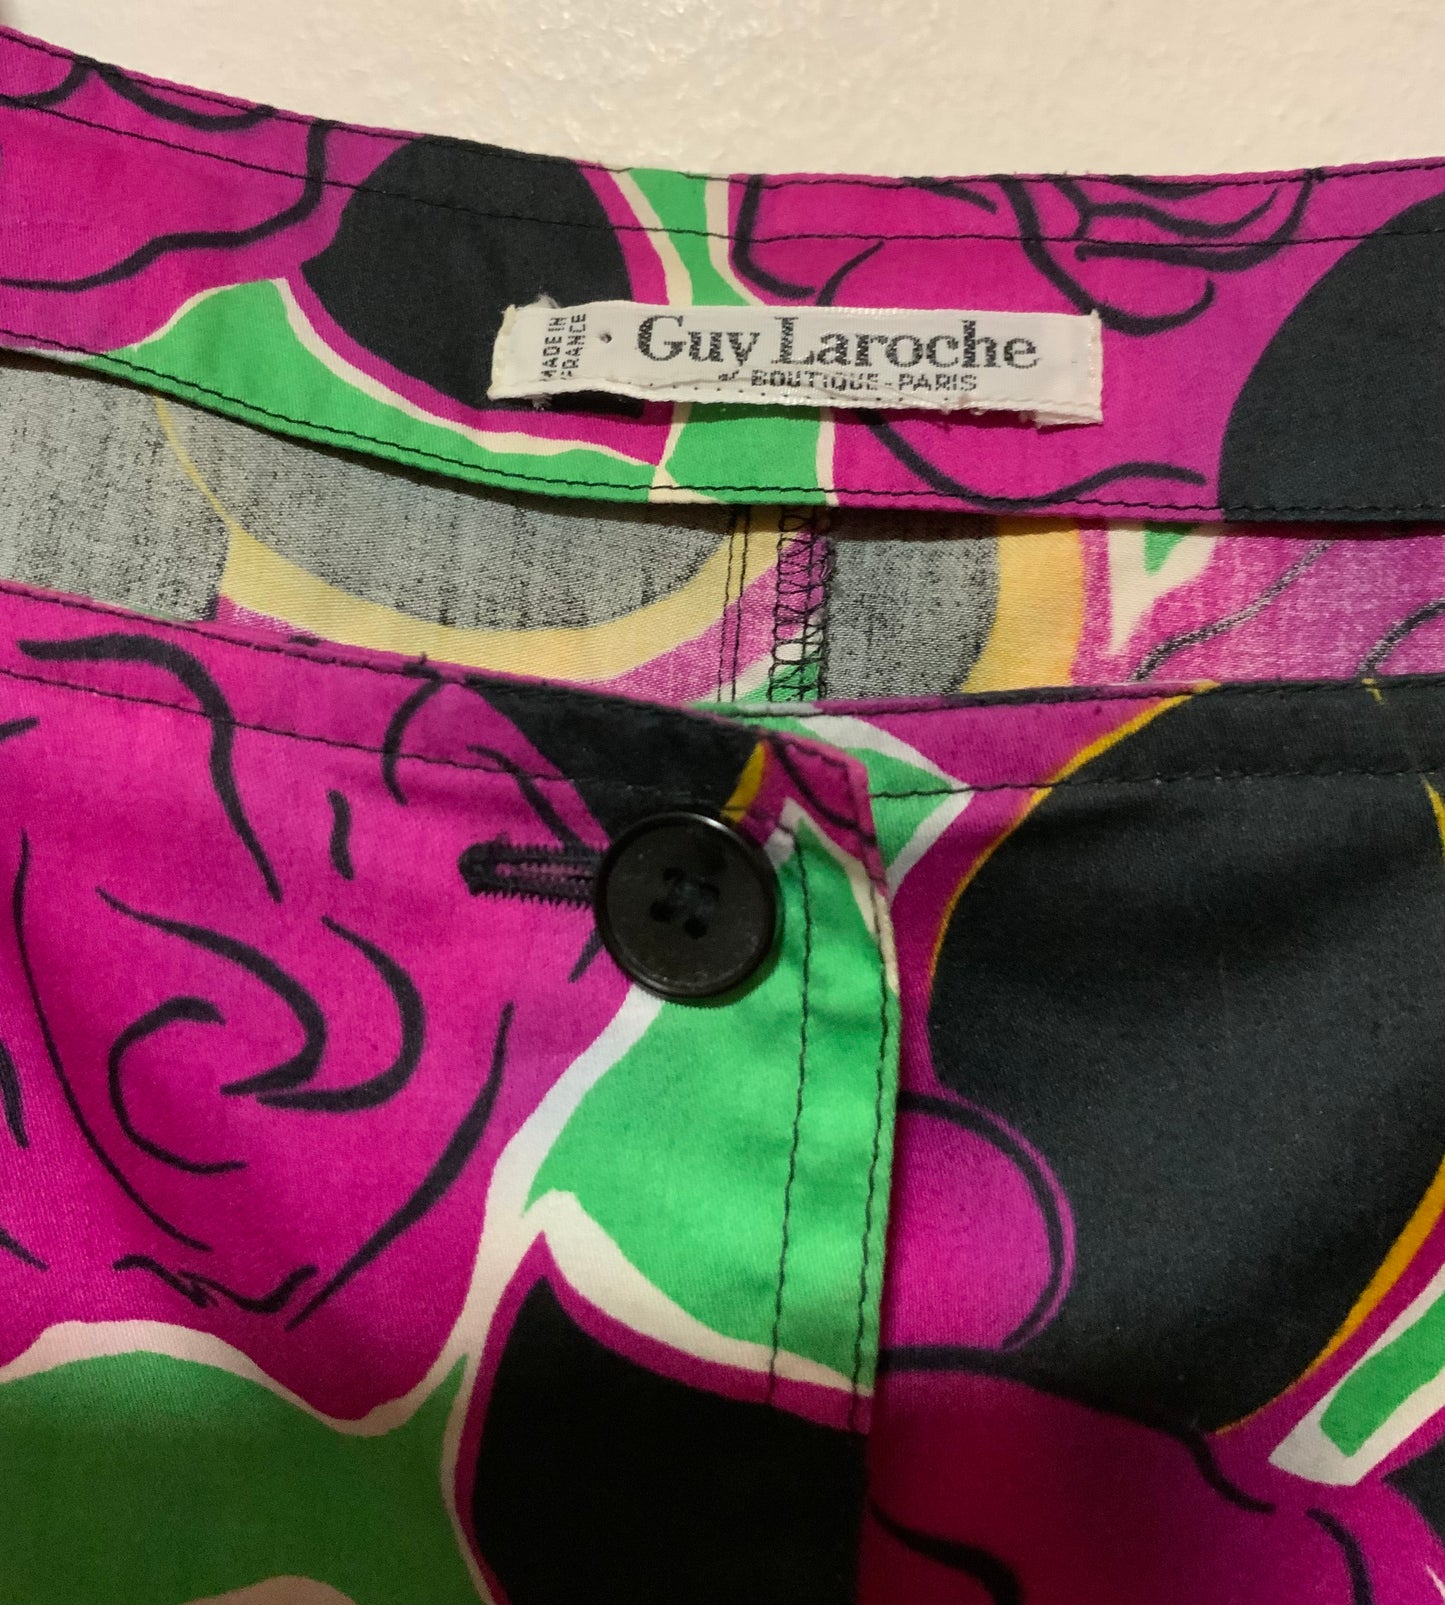 MADE IN
FRANCE
Guy Laroche
BOUTIQUE - PARIS